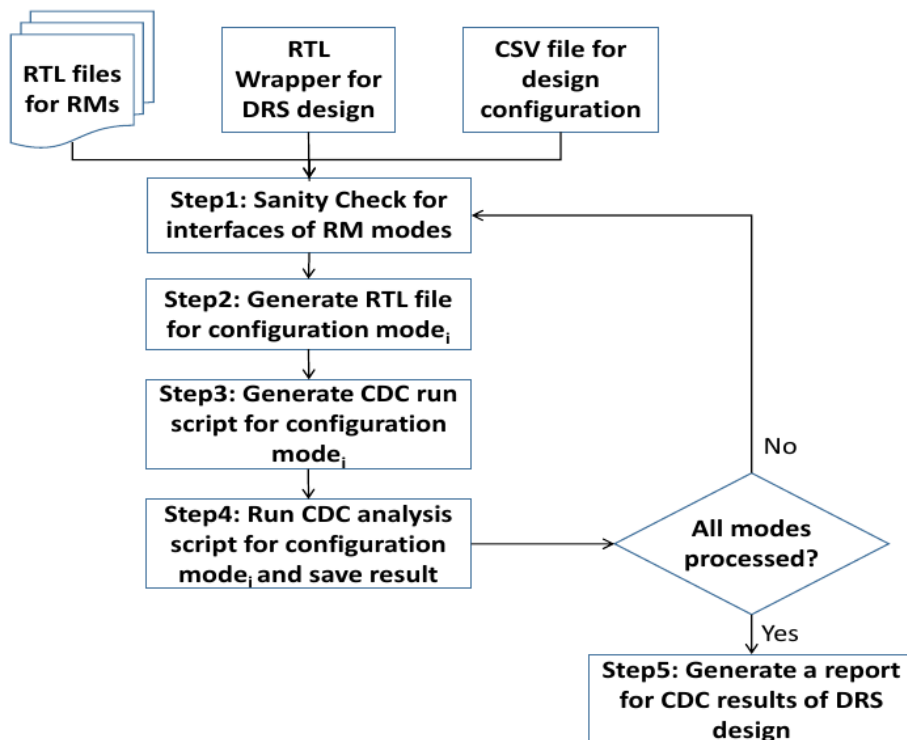 RTL files
for RMs
RTL
Wrapper for
DRS design
CSV file for
design
configuration
Step1: Sanity Check for
interfaces of RM modes
Step2: Generate RTL file
for configuration modeᵢ
Step3: Generate CDC run
script for configuration
modeᵢ
Step4: Run CDC analysis
script for configuration
modeᵢ and save result
No
All modes
processed?
Yes
Step5: Generate a report
for CDC results of DRS
design